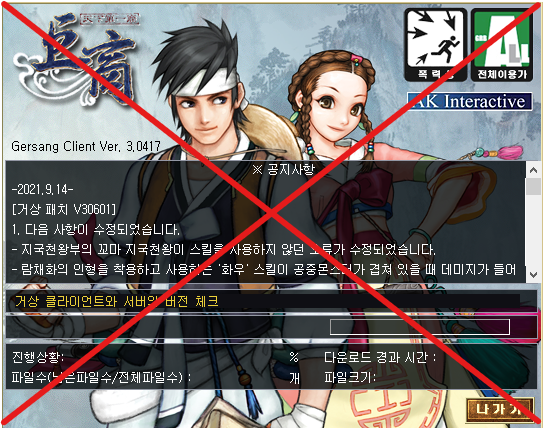 巨商
폭력성
ALL
전체이용가
AK Interactive
Gersang Client Ver. 3,0417
※ 공지사항
-2021.9.14-
[거상 패치 V30601]
1. 다음 사항이 수정되었습니다.
- 지국천왕부의 꼬마 지국천왕이 스킬을 사용하지 않던 오류가 수정되었습니다.
- 람채화의 인형을 착용하고 사용하는 '화우' 스킬이 공중몬스터가 겹쳐 있을 때 데미지가 들어
거상 클라이언트와 서버의 버전 체크
진행상황: % 다운로드 경과 시간 :
파일수(남은파일수/전체파일수) : 개 파일크기:
나가기